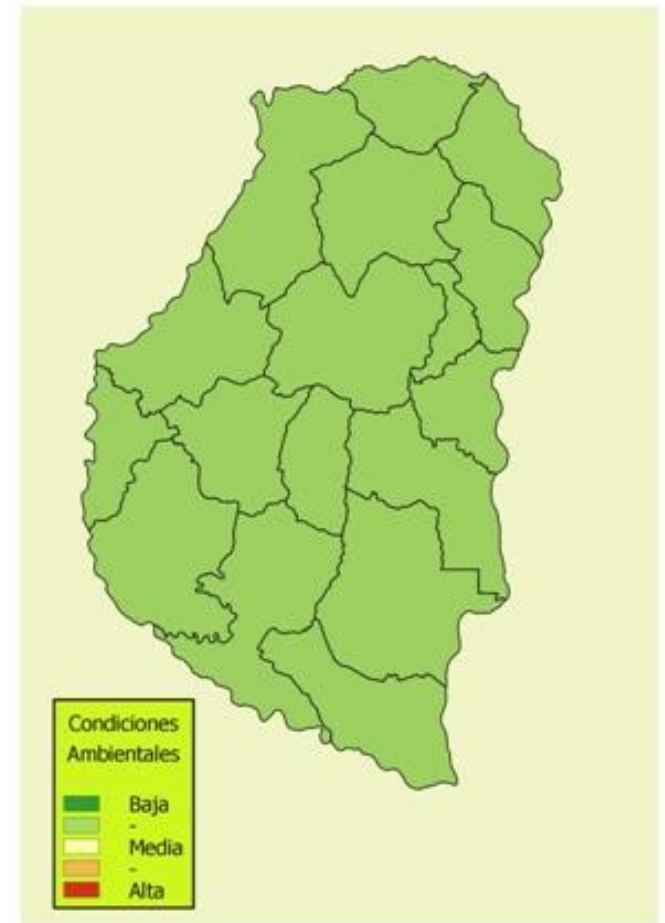 Condiciones
Ambientales
Baja
-
Media
-
Alta